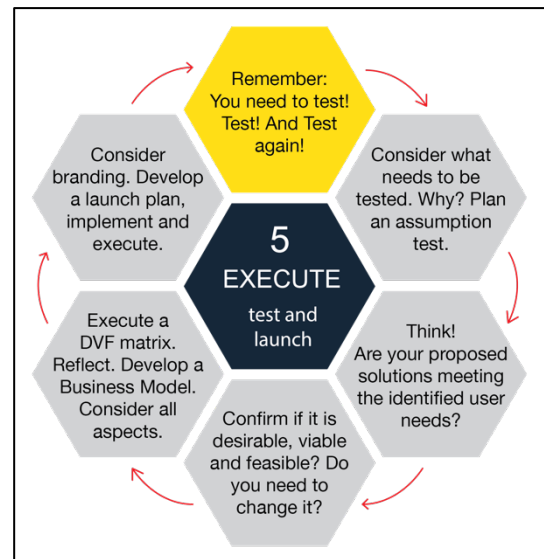 Remember:
You need to test!
Test! And Test
again!
Consider what
needs to be
tested. Why? Plan
an assumption
test.
Think!
Are your proposed
solutions meeting
the identified user
needs?
Confirm if it is
desirable, viable
and feasible? Do
you need to
change it?
Execute a
DVF matrix.
Reflect. Develop a
Business Model.
Consider all
aspects.
Consider
branding. Develop
a launch plan,
implement and
execute.
5
EXECUTE
test and
launch